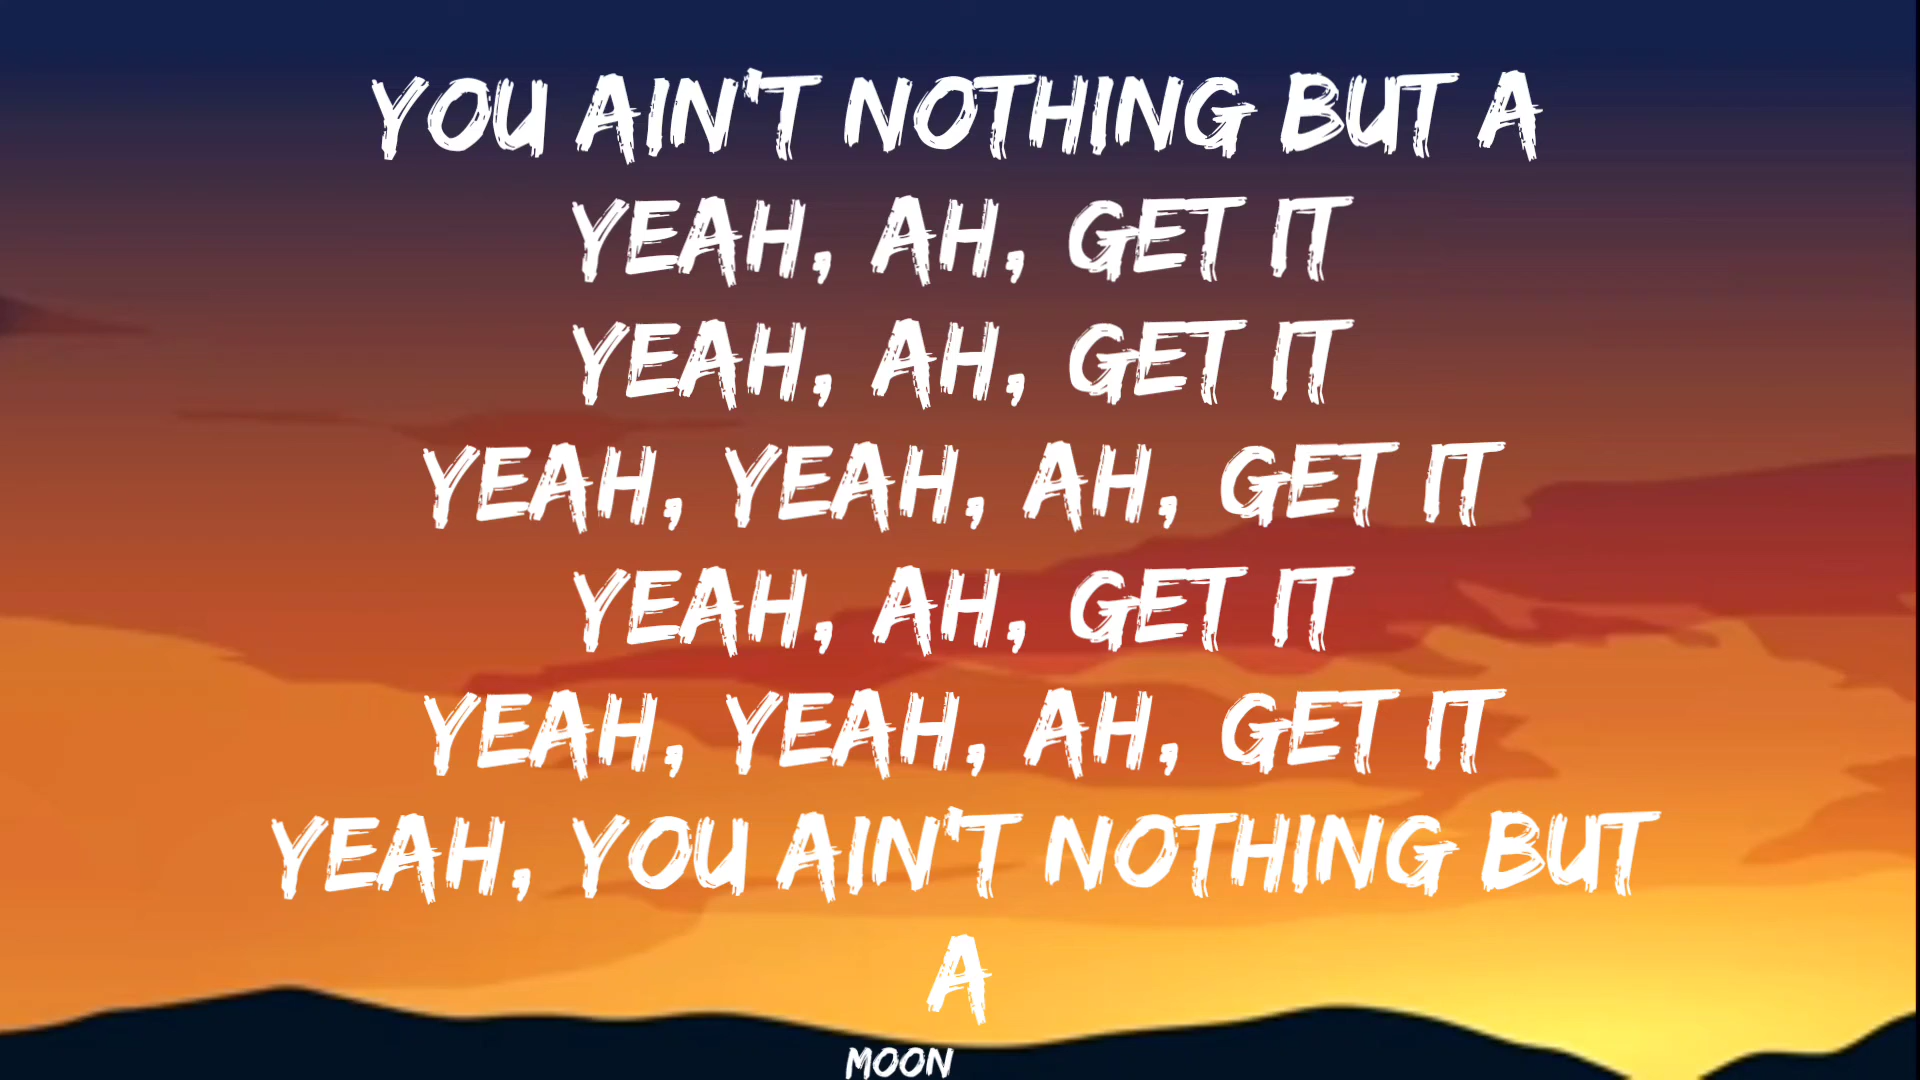 YOU AIN'T NOTHING BUT A
YEAH, AH, GET IT
YEAH, AH, GET IT
YEAH, YEAH, AH, GET IT
YEAH, AH, GET IT
YEAH, YEAH, AH, GET IT
YEAH, YOU AIN'T NOTHING BUT
A
MOON